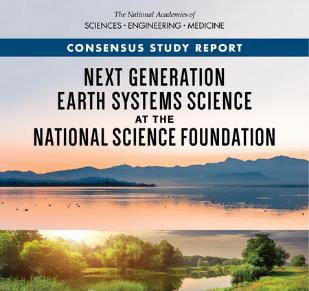 The National Academies of
SCIENCES • ENGINEERING • MEDICINE
CONSENSUS STUDY REPORT
NEXT GENERATION
EARTH SYSTEMS SCIENCE
AT THE
NATIONAL SCIENCE FOUNDATION